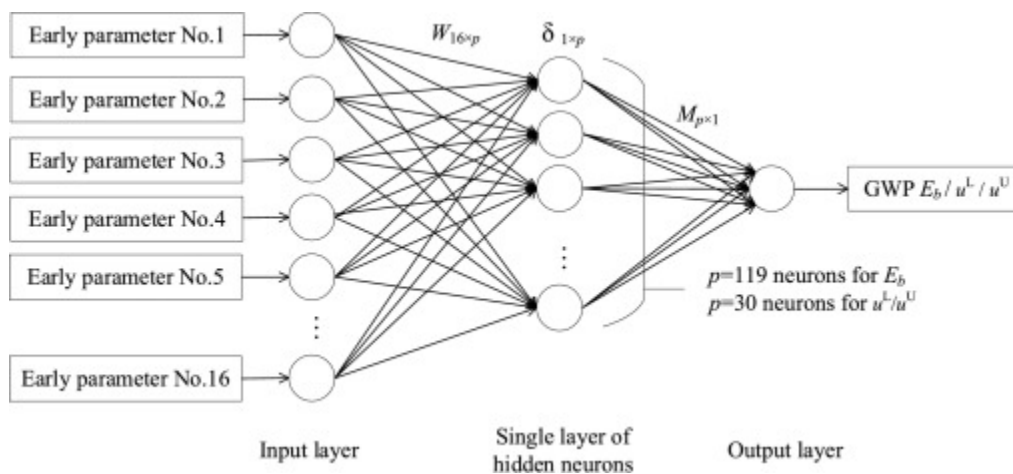 Early parameter No.1
Early parameter No.2
Early parameter No.3
Early parameter No.4
Early parameter No.5
⋮
Early parameter No.16
W16×p
δ 1×p
Mp×1
⋮
GWP Eb / uL / uU
p=119 neurons for Eb
p=30 neurons for uL/uU
Input layer
Single layer of
hidden neurons
Output layer